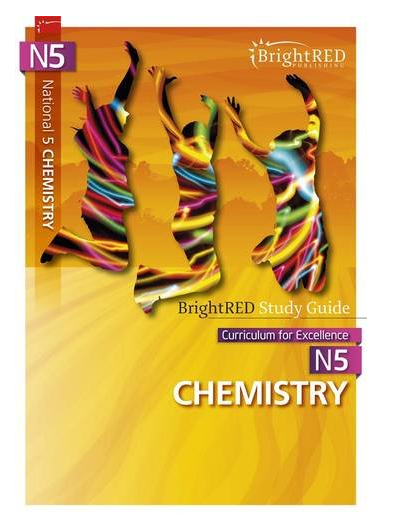 N5
National 5 CHEMISTRY
BrightRED
PUBLISHING
BrightRED Study Guide
Curriculum for Excellence
N5
CHEMISTRY